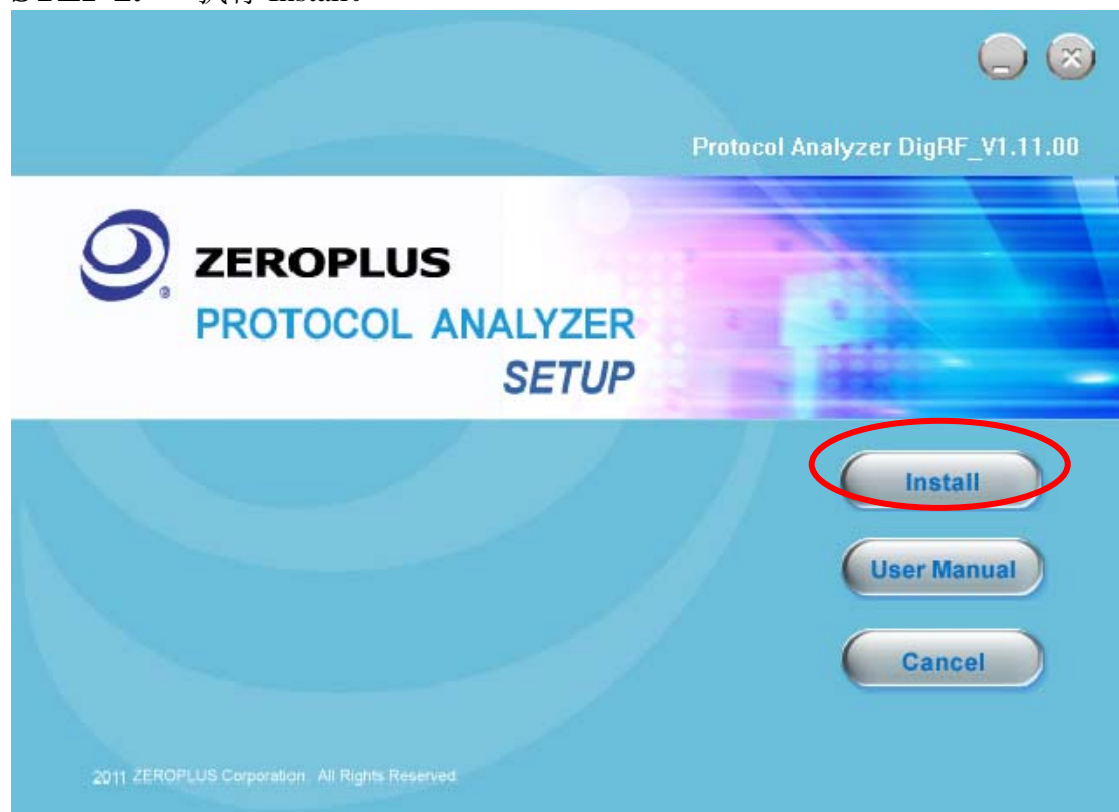 Protocol Analyzer DigRF_V1.11.00
ZEROPLUS
PROTOCOL ANALYZER
SETUP
Install
User Manual
Cancel
2011 ZEROPLUS Corporation All Rights Reserved